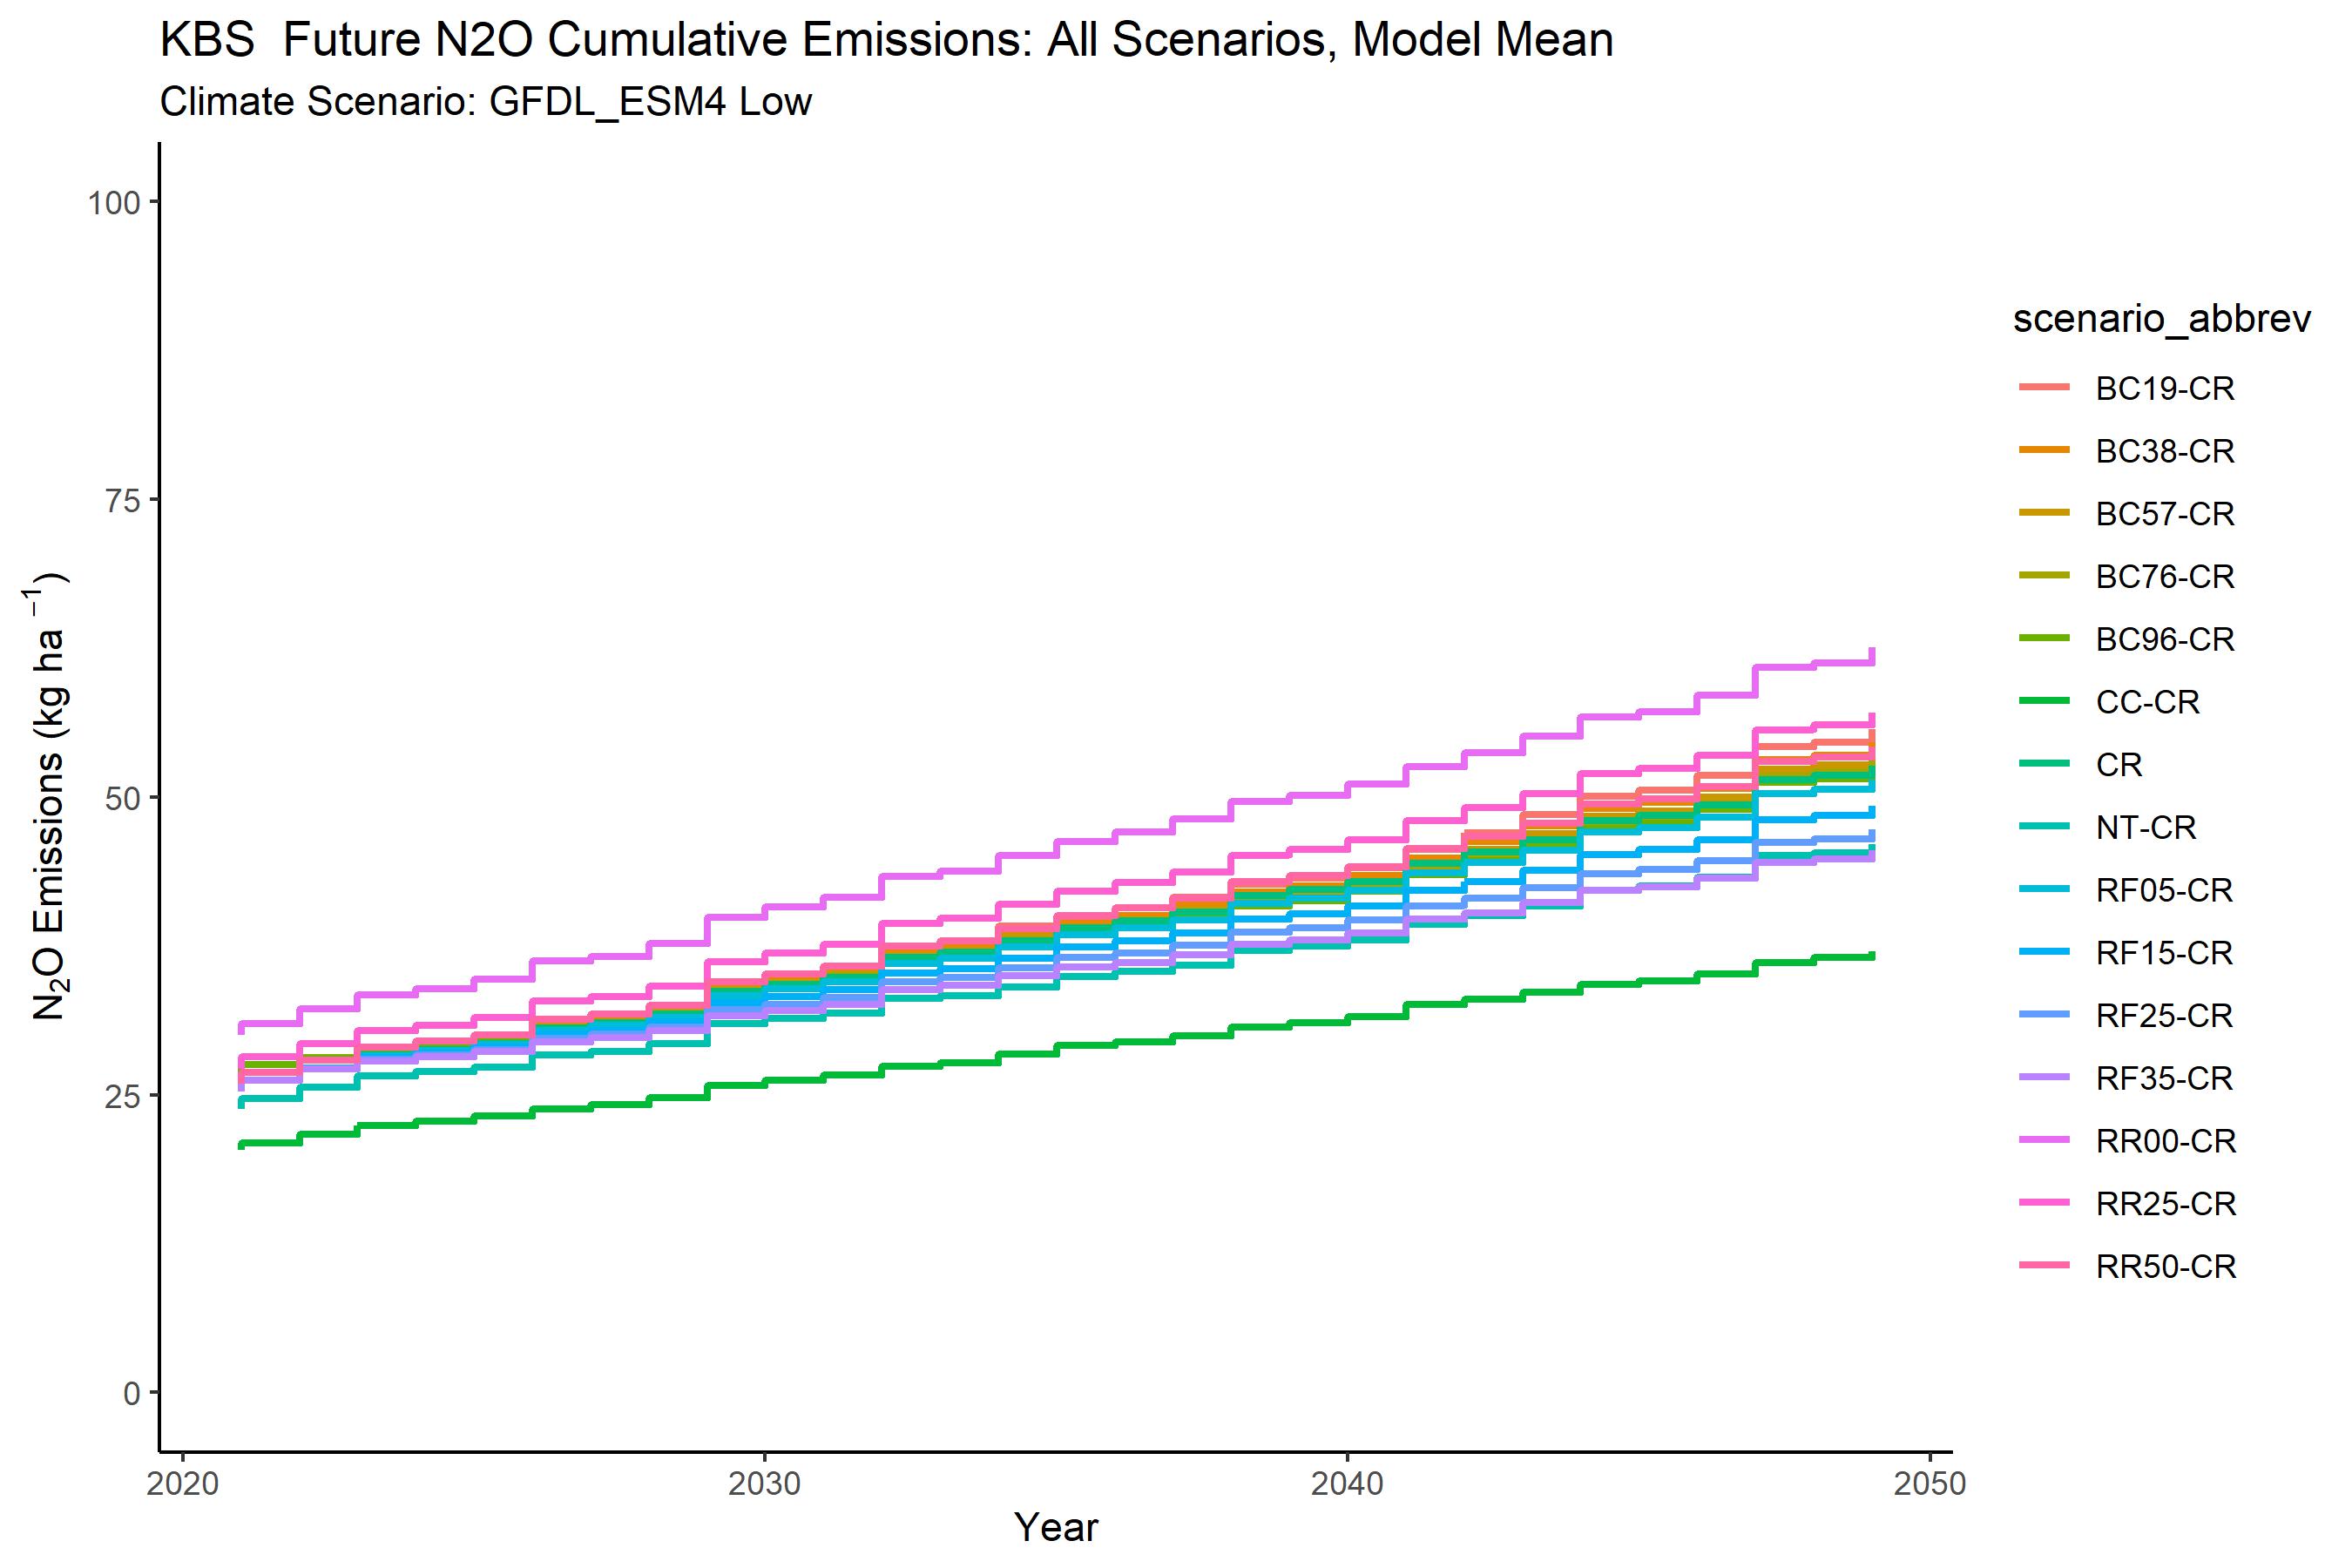 KBS  Future N2O Cumulative Emissions: All Scenarios, Model Mean
Climate Scenario: GFDL_ESM4 Low
N₂O Emissions (kg ha ⁻¹)
100
75
50
25
0
2020
2030
2040
2050
Year
scenario_abbrev
BC19-CR
BC38-CR
BC57-CR
BC76-CR
BC96-CR
CC-CR
CR
NT-CR
RF05-CR
RF15-CR
RF25-CR
RF35-CR
RR00-CR
RR25-CR
RR50-CR